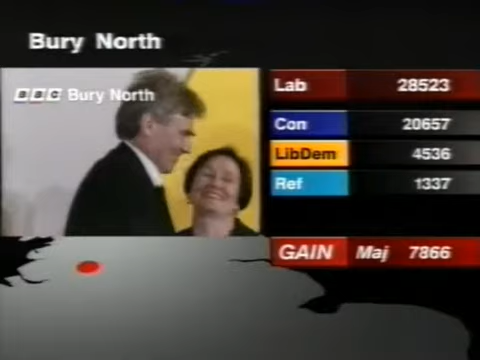 Bury North
BBC Bury North
Lab 28523
Con 20657
LibDem 4536
Ref 1337
GAIN Maj 7866